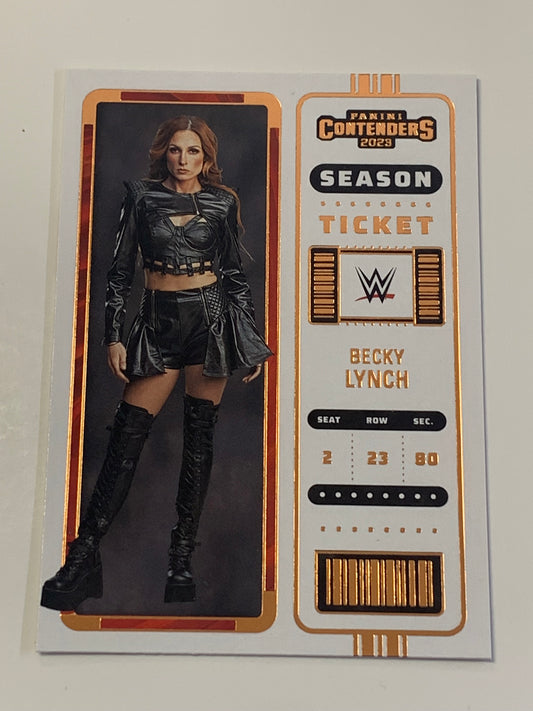 PANINI
CONTENDERS
2023
SEASON
TICKET
W
BECKY
LYNCH
SEAT ROW SEC.
2 23 80